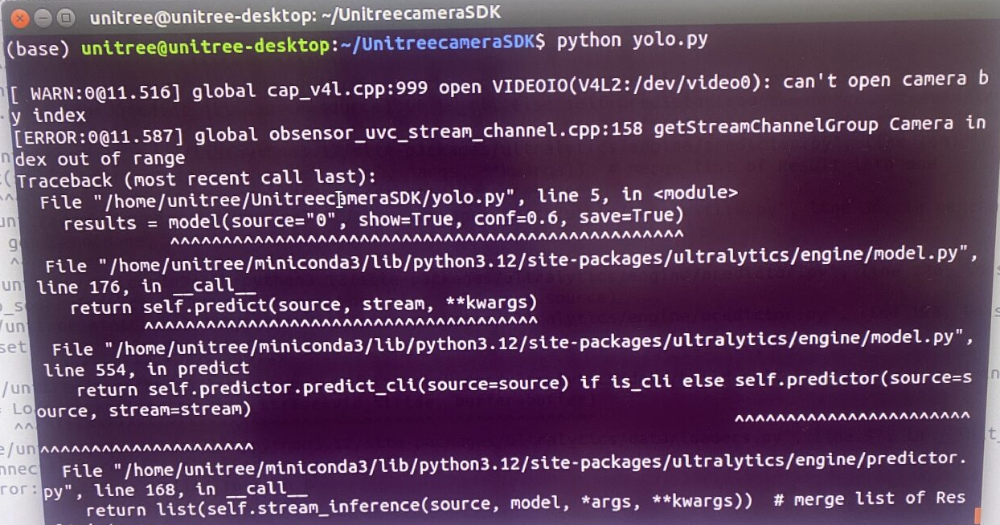 unitree@unitree-desktop: ~/UnitreecameraSDK
(base) unitree@unitree-desktop:~/UnitreecameraSDK$ python yolo.py
[ WARN:0@11.516] global cap_v4l.cpp:999 open VIDEOIO(V4L2:/dev/video0): can't open camera b
y index
[ERROR:0@11.587] global obsensor_uvc_stream_channel.cpp:158 getStreamChannelGroup Camera in
dex out of range
Traceback (most recent call last):
File "/home/unitree/UnitreecameraSDK/yolo.py", line 5, in <module>
results = model(source="0", show=True, conf=0.6, save=True)
^^^^^^^^^^^^^^^^^^^^^^^^^^^^^^^^^^^^^^^^^^^^^^^^^
File "/home/unitree/miniconda3/lib/python3.12/site-packages/ultralytics/engine/model.py",
line 176, in __call__
return self.predict(source, stream, **kwargs)
^^^^^^^^^^^^^^^^^^^^^^^^^^^^^^^^^^^^^^
File "/home/unitree/miniconda3/lib/python3.12/site-packages/ultralytics/engine/model.py",
line 554, in predict
return self.predictor.predict_cli(source=source) if is_cli else self.predictor(source=s
ource, stream=stream)
^^^^^^^^^^^^^^^^^^^^^^^
^^^^^^^^^^^^^^^^^^^^^
File "/home/unitree/miniconda3/lib/python3.12/site-packages/ultralytics/engine/predictor.
py", line 168, in __call__
return list(self.stream_inference(source, model, *args, **kwargs)) # merge list of Res